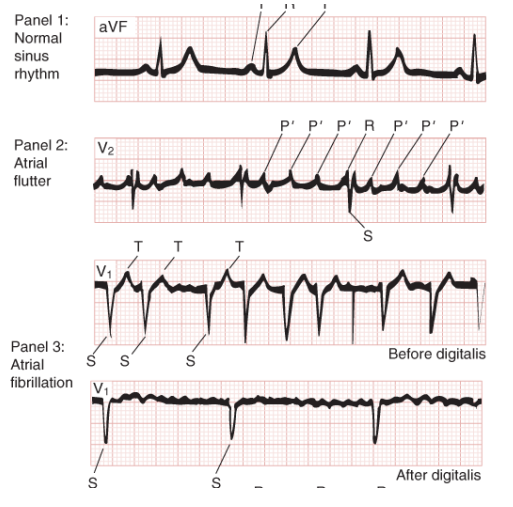 Panel 1:
Normal
sinus
rhythm
aVF
R
Panel 2:
Atrial
flutter
V2
P′ P′ P′ R P′ P′ P′
S
T T T
V1
S S S
Before digitalis
Panel 3:
Atrial
fibrillation
V1
S S
After digitalis